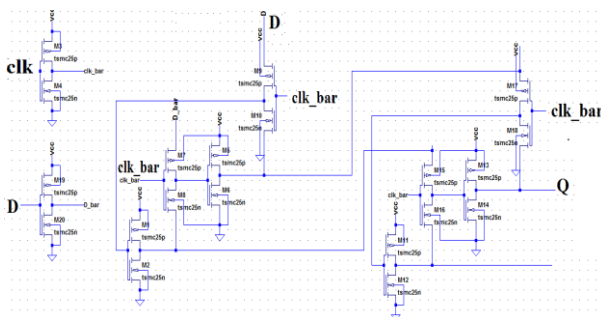 vcc
M3
tsmc25p
clk
clk_bar
M4
tsmc25n
D
D
vcc
M9
tsmc25p
clk_bar
M10
tsmc25n
vcc
M17
tsmc25p
clk_bar
M18
tsmc25n
D_bar
vcc
M7
tsmc25p
M5
tsmc25p
clk_bar
clk_bar
M8
tsmc25n
M6
tsmc25n
vcc
M19
tsmc25p
D
D_bar
M20
tsmc25n
vcc
M1
tsmc25p
M2
tsmc25n
vcc
M15
tsmc25p
M13
tsmc25p
clk_bar
M16
tsmc25n
M14
tsmc25n
Q
vcc
M11
tsmc25p
M12
tsmc25n